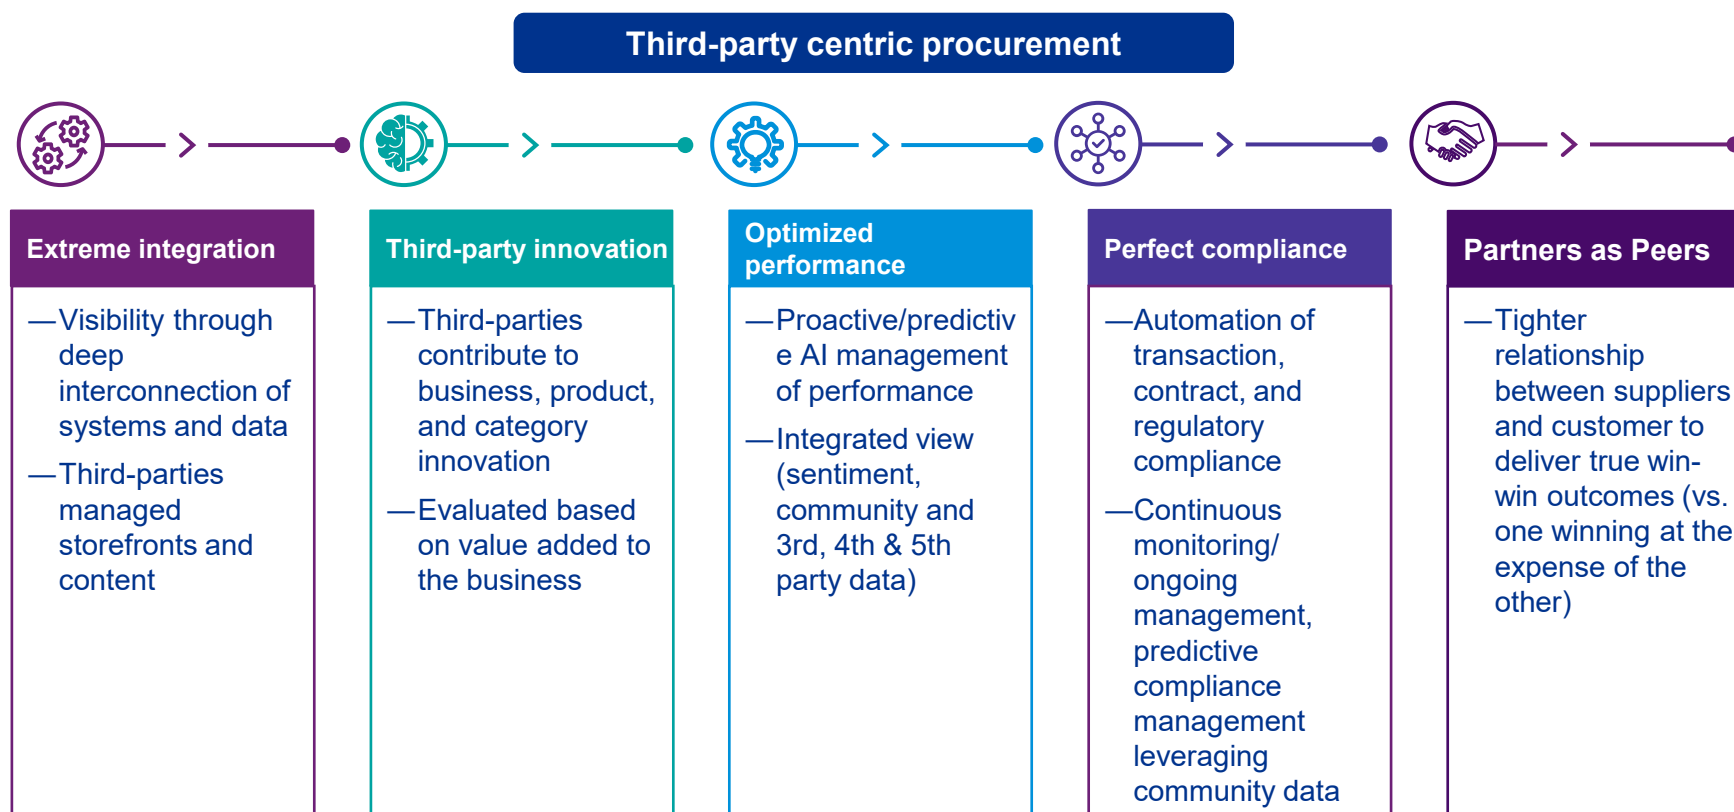 Third-party centric procurement
Extreme integration
—Visibility through
deep
interconnection of
systems and data
—Third-parties
managed
storefronts and
content
Third-party innovation
—Third-parties
contribute to
business, product,
and category
innovation
—Evaluated based
on value added to
the business
Optimized
performance
—Proactive/predictiv
e AI management
of performance
—Integrated view
(sentiment,
community and
3rd, 4th & 5th
party data)
Perfect compliance
—Automation of
transaction,
contract, and
regulatory
compliance
—Continuous
monitoring/
ongoing
management,
predictive
compliance
management
leveraging
community data
Partners as Peers
—Tighter
relationship
between suppliers
and customer to
deliver true win-
win outcomes (vs.
one winning at the
expense of the
other)